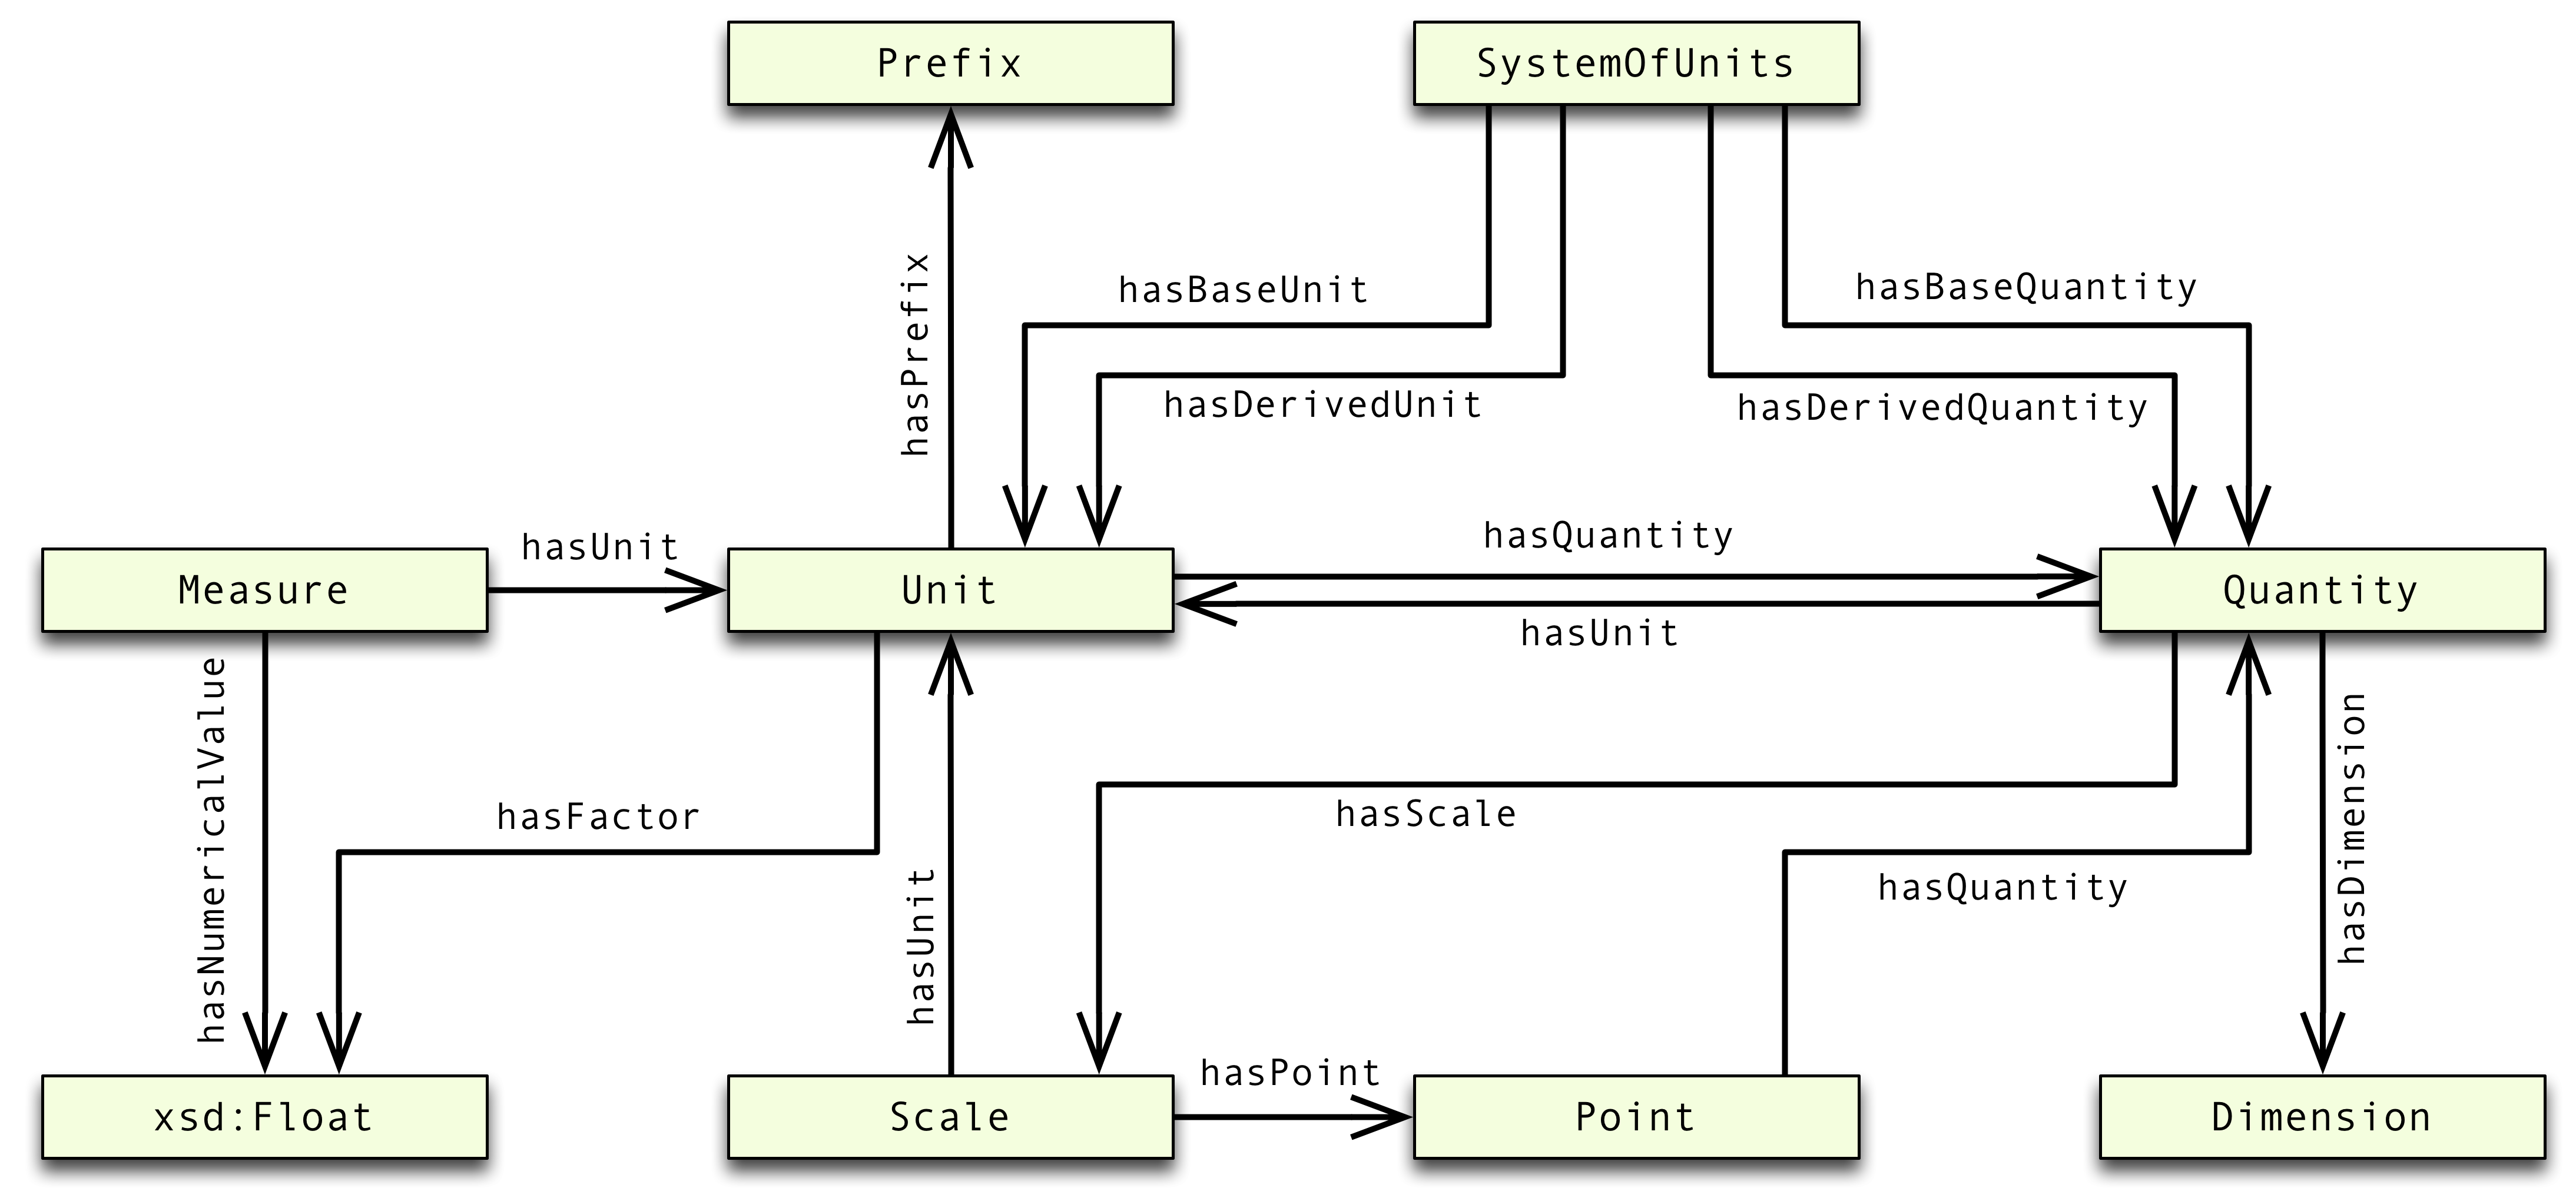 Prefix
SystemOfUnits
hasPrefix
hasBaseUnit
hasBaseQuantity
hasDerivedUnit
hasDerivedQuantity
hasUnit
hasQuantity
Measure
Unit
Quantity
hasUnit
hasNumericalValue
hasFactor
hasUnit
hasScale
hasQuantity
hasDimension
hasPoint
xsd:Float
Scale
Point
Dimension